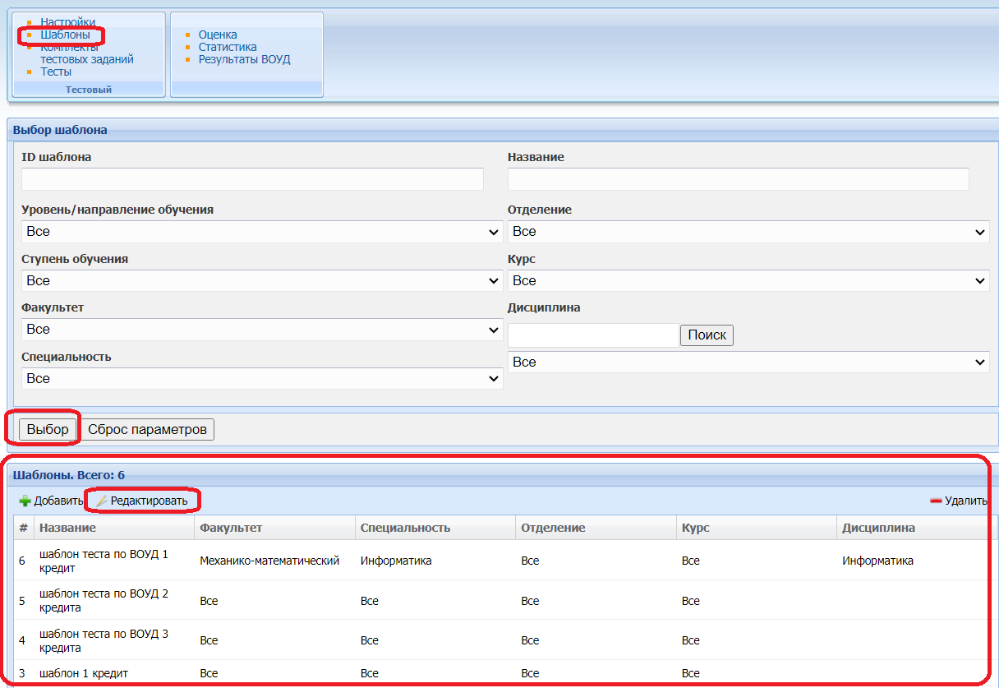 Настройки
Шаблоны
Комплекты
тестовых заданий
Тесты
Тестовый
Оценка
Статистика
Результаты ВОУД
Выбор шаблона
ID шаблона
Название
Уровень/направление обучения
Отделение
Все
Все
Ступень обучения
Курс
Все
Все
Факультет
Дисциплина
Все
Поиск
Специальность
Все
Все
Выбор Сброс параметров
Шаблоны. Всего: 6
Добавить Редактировать Удалить
# Название Факультет Специальность Отделение Курс Дисциплина
6 шаблон теста по ВОУД 1 кредит Механико-математический Информатика Все Все Информатика
5 шаблон теста по ВОУД 2 кредита Все Все Все Все
4 шаблон теста по ВОУД 3 кредита Все Все Все Все
3 шаблон 1 кредит Все Все Все Все